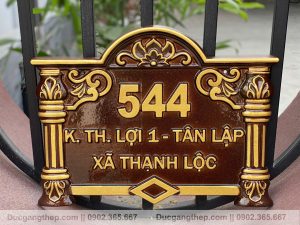 544
K. TH. LỢI 1 - TÂN LẬP
XÃ THẠNH LỘC
Ducgangthep.com || 0902.365.667
Ducgangthep.com || 0902.365.667